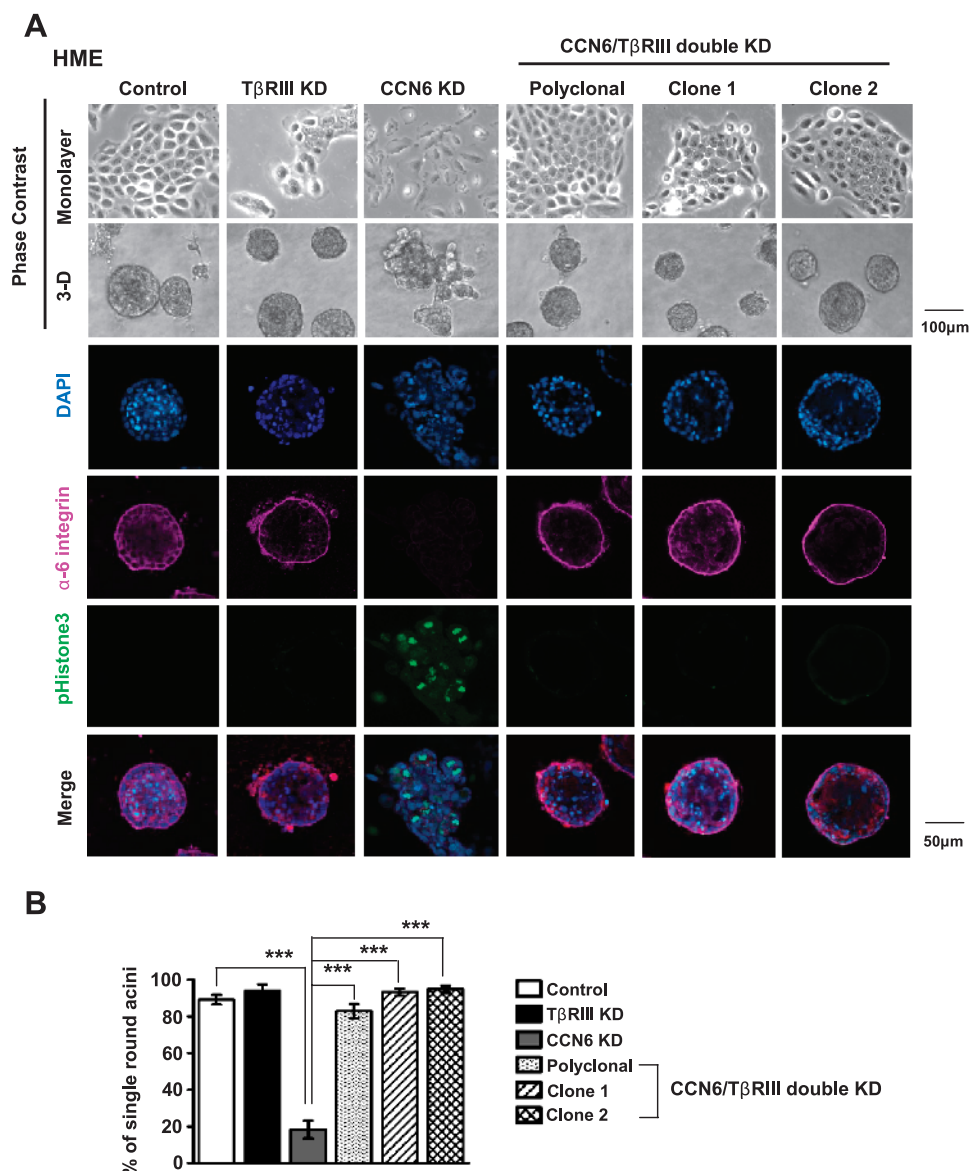 A
HME
CCN6/TβRIII double KD
Control TβRIII KD CCN6 KD Polyclonal Clone 1 Clone 2
Phase Contrast
Monolayer
3-D
100μm
DAPI
α-6 integrin
pHistone3
Merge
50μm
B
*** *** *** ***
% of single round acini
100
80
60
40
20
0
Control
TβRIII KD
CCN6 KD
Polyclonal
Clone 1
Clone 2
CCN6/TβRIII double KD